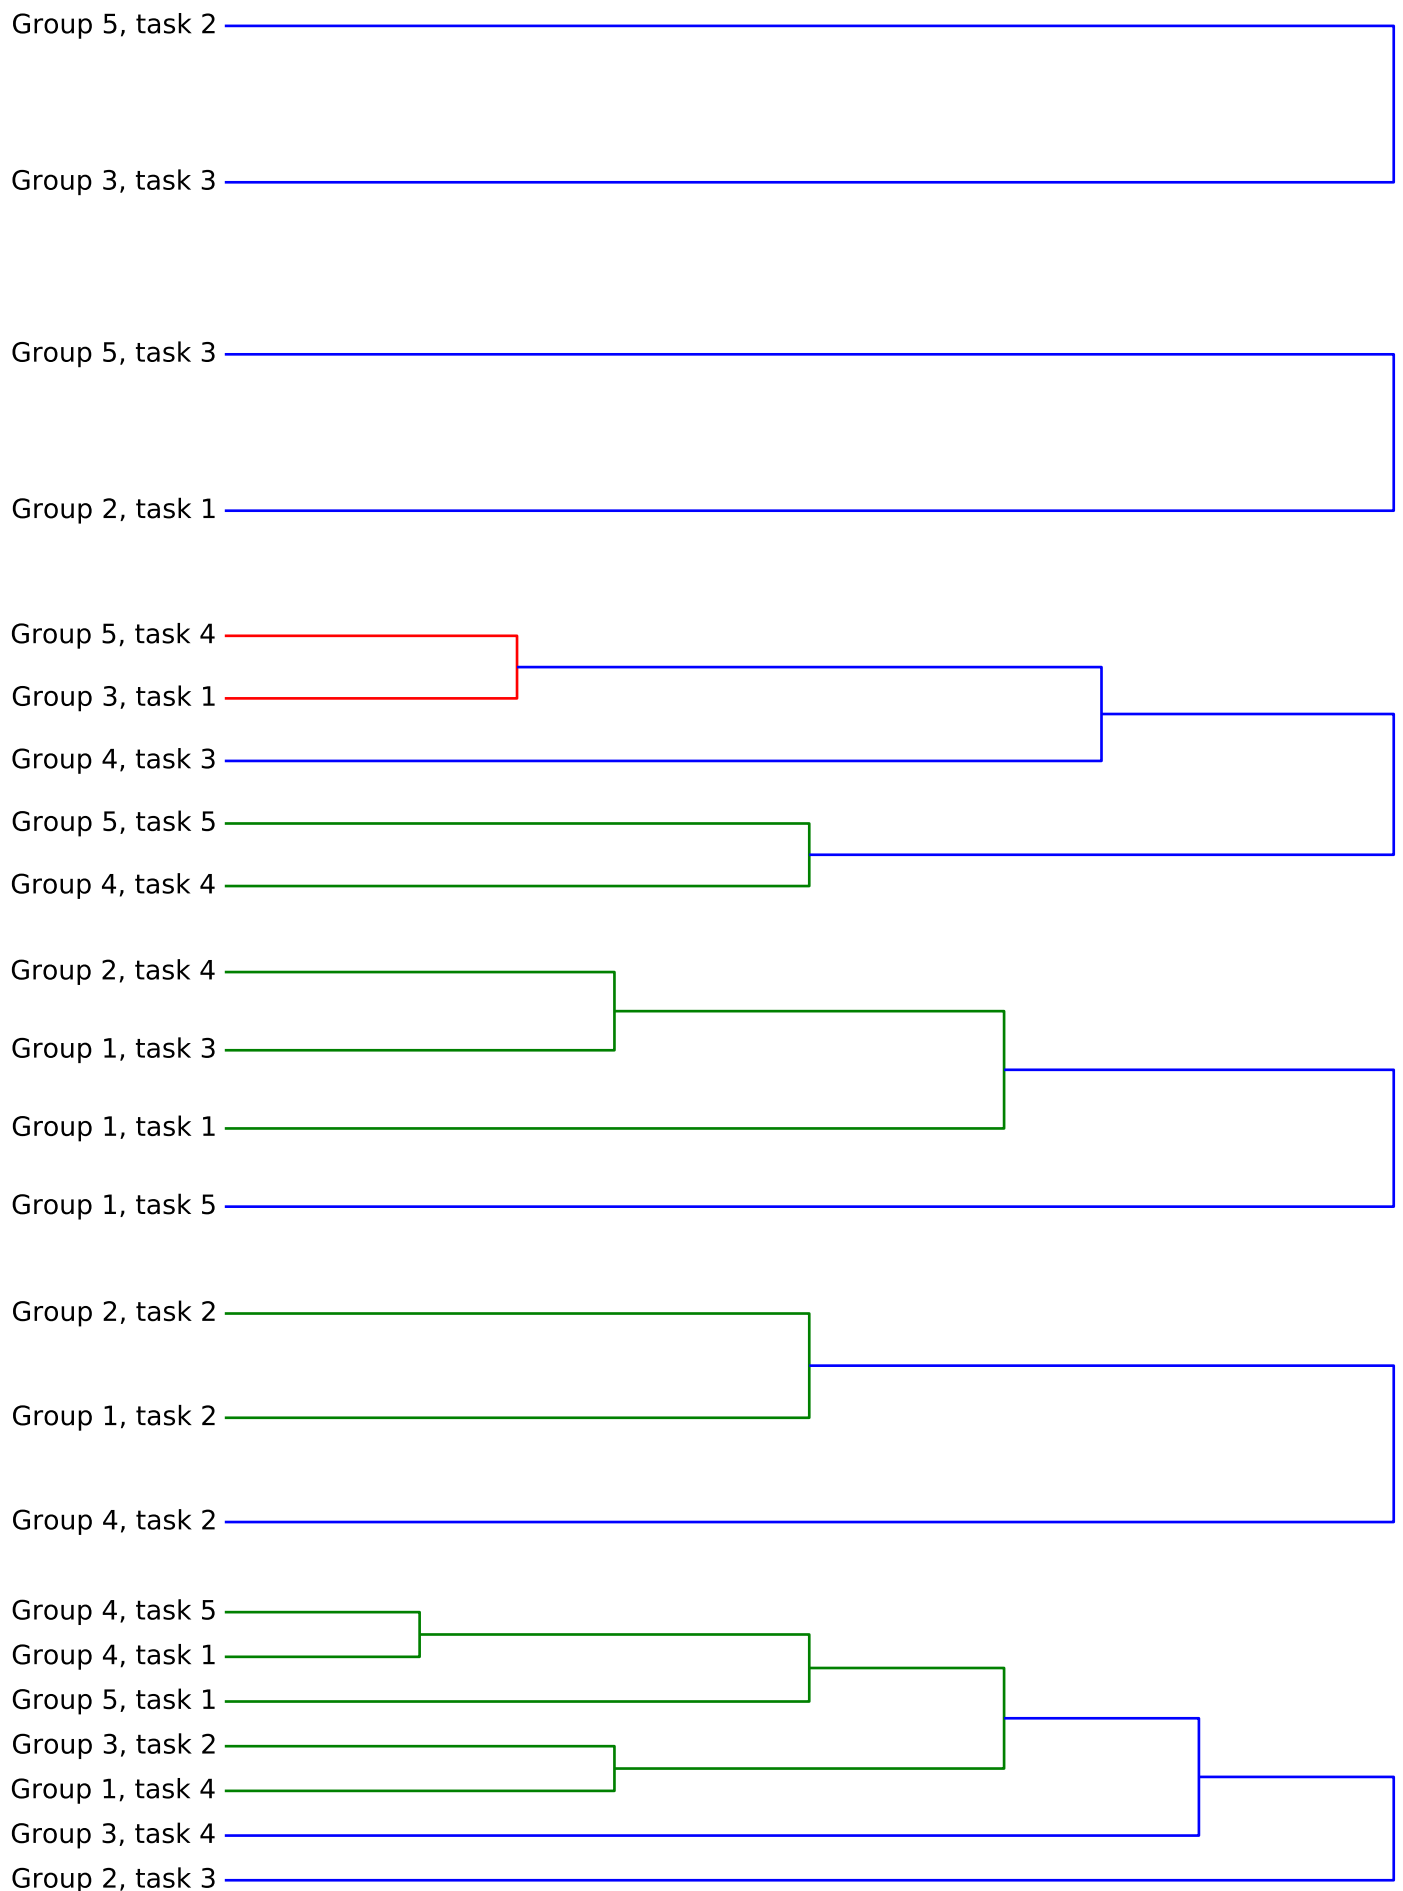 Group 5, task 2
Group 3, task 3
Group 5, task 3
Group 2, task 1
Group 5, task 4
Group 3, task 1
Group 4, task 3
Group 5, task 5
Group 4, task 4
Group 2, task 4
Group 1, task 3
Group 1, task 1
Group 1, task 5
Group 2, task 2
Group 1, task 2
Group 4, task 2
Group 4, task 5
Group 4, task 1
Group 5, task 1
Group 3, task 2
Group 1, task 4
Group 3, task 4
Group 2, task 3